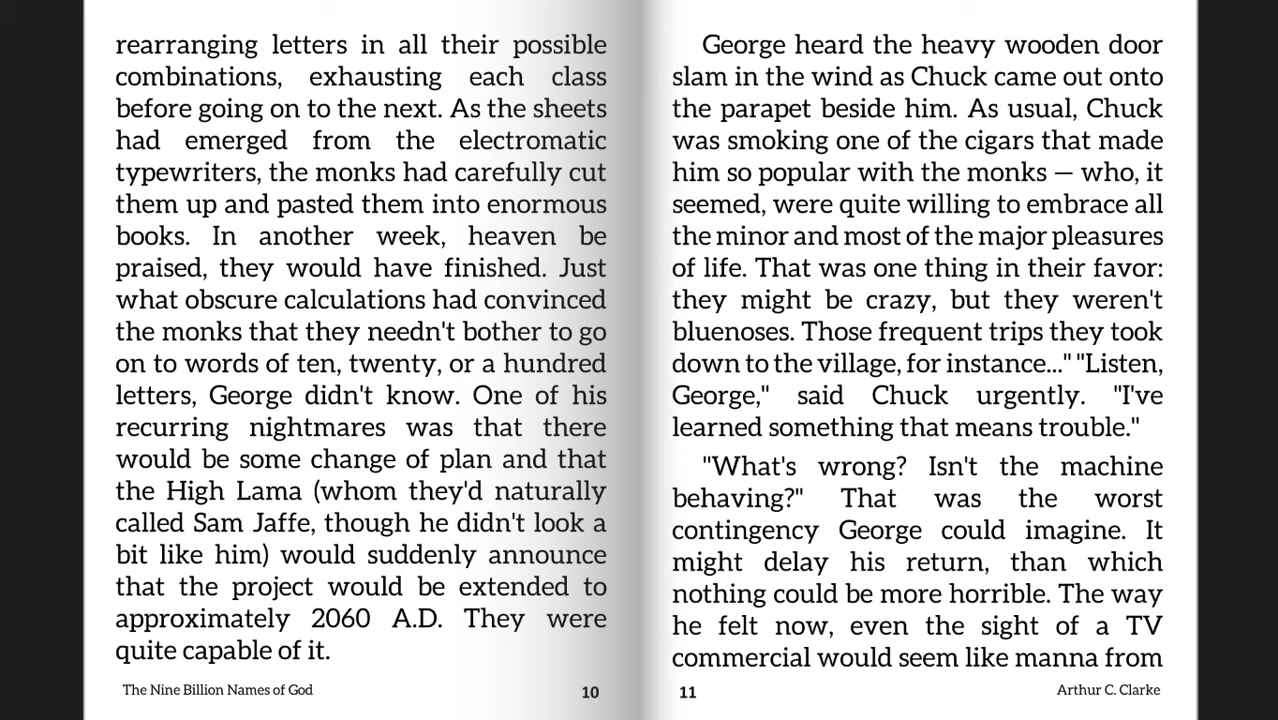 rearranging letters in all their possible
combinations, exhausting each class
before going on to the next. As the sheets
had emerged from the electromatic
typewriters, the monks had carefully cut
them up and pasted them into enormous
books. In another week, heaven be
praised, they would have finished. Just
what obscure calculations had convinced
the monks that they needn't bother to go
on to words of ten, twenty, or a hundred
letters, George didn't know. One of his
recurring nightmares was that there
would be some change of plan and that
the High Lama (whom they'd naturally
called Sam Jaffe, though he didn't look a
bit like him) would suddenly announce
that the project would be extended to
approximately 2060 A.D. They were
quite capable of it.
The Nine Billion Names of God
10
George heard the heavy wooden door
slam in the wind as Chuck came out onto
the parapet beside him. As usual, Chuck
was smoking one of the cigars that made
him so popular with the monks — who, it
seemed, were quite willing to embrace all
the minor and most of the major pleasures
of life. That was one thing in their favor:
they might be crazy, but they weren't
bluenoses. Those frequent trips they took
down to the village, for instance..." "Listen,
George," said Chuck urgently. "I've
learned something that means trouble."
"What's wrong? Isn't the machine
behaving?" That was the worst
contingency George could imagine. It
might delay his return, than which
nothing could be more horrible. The way
he felt now, even the sight of a TV
commercial would seem like manna from
11
Arthur C. Clarke